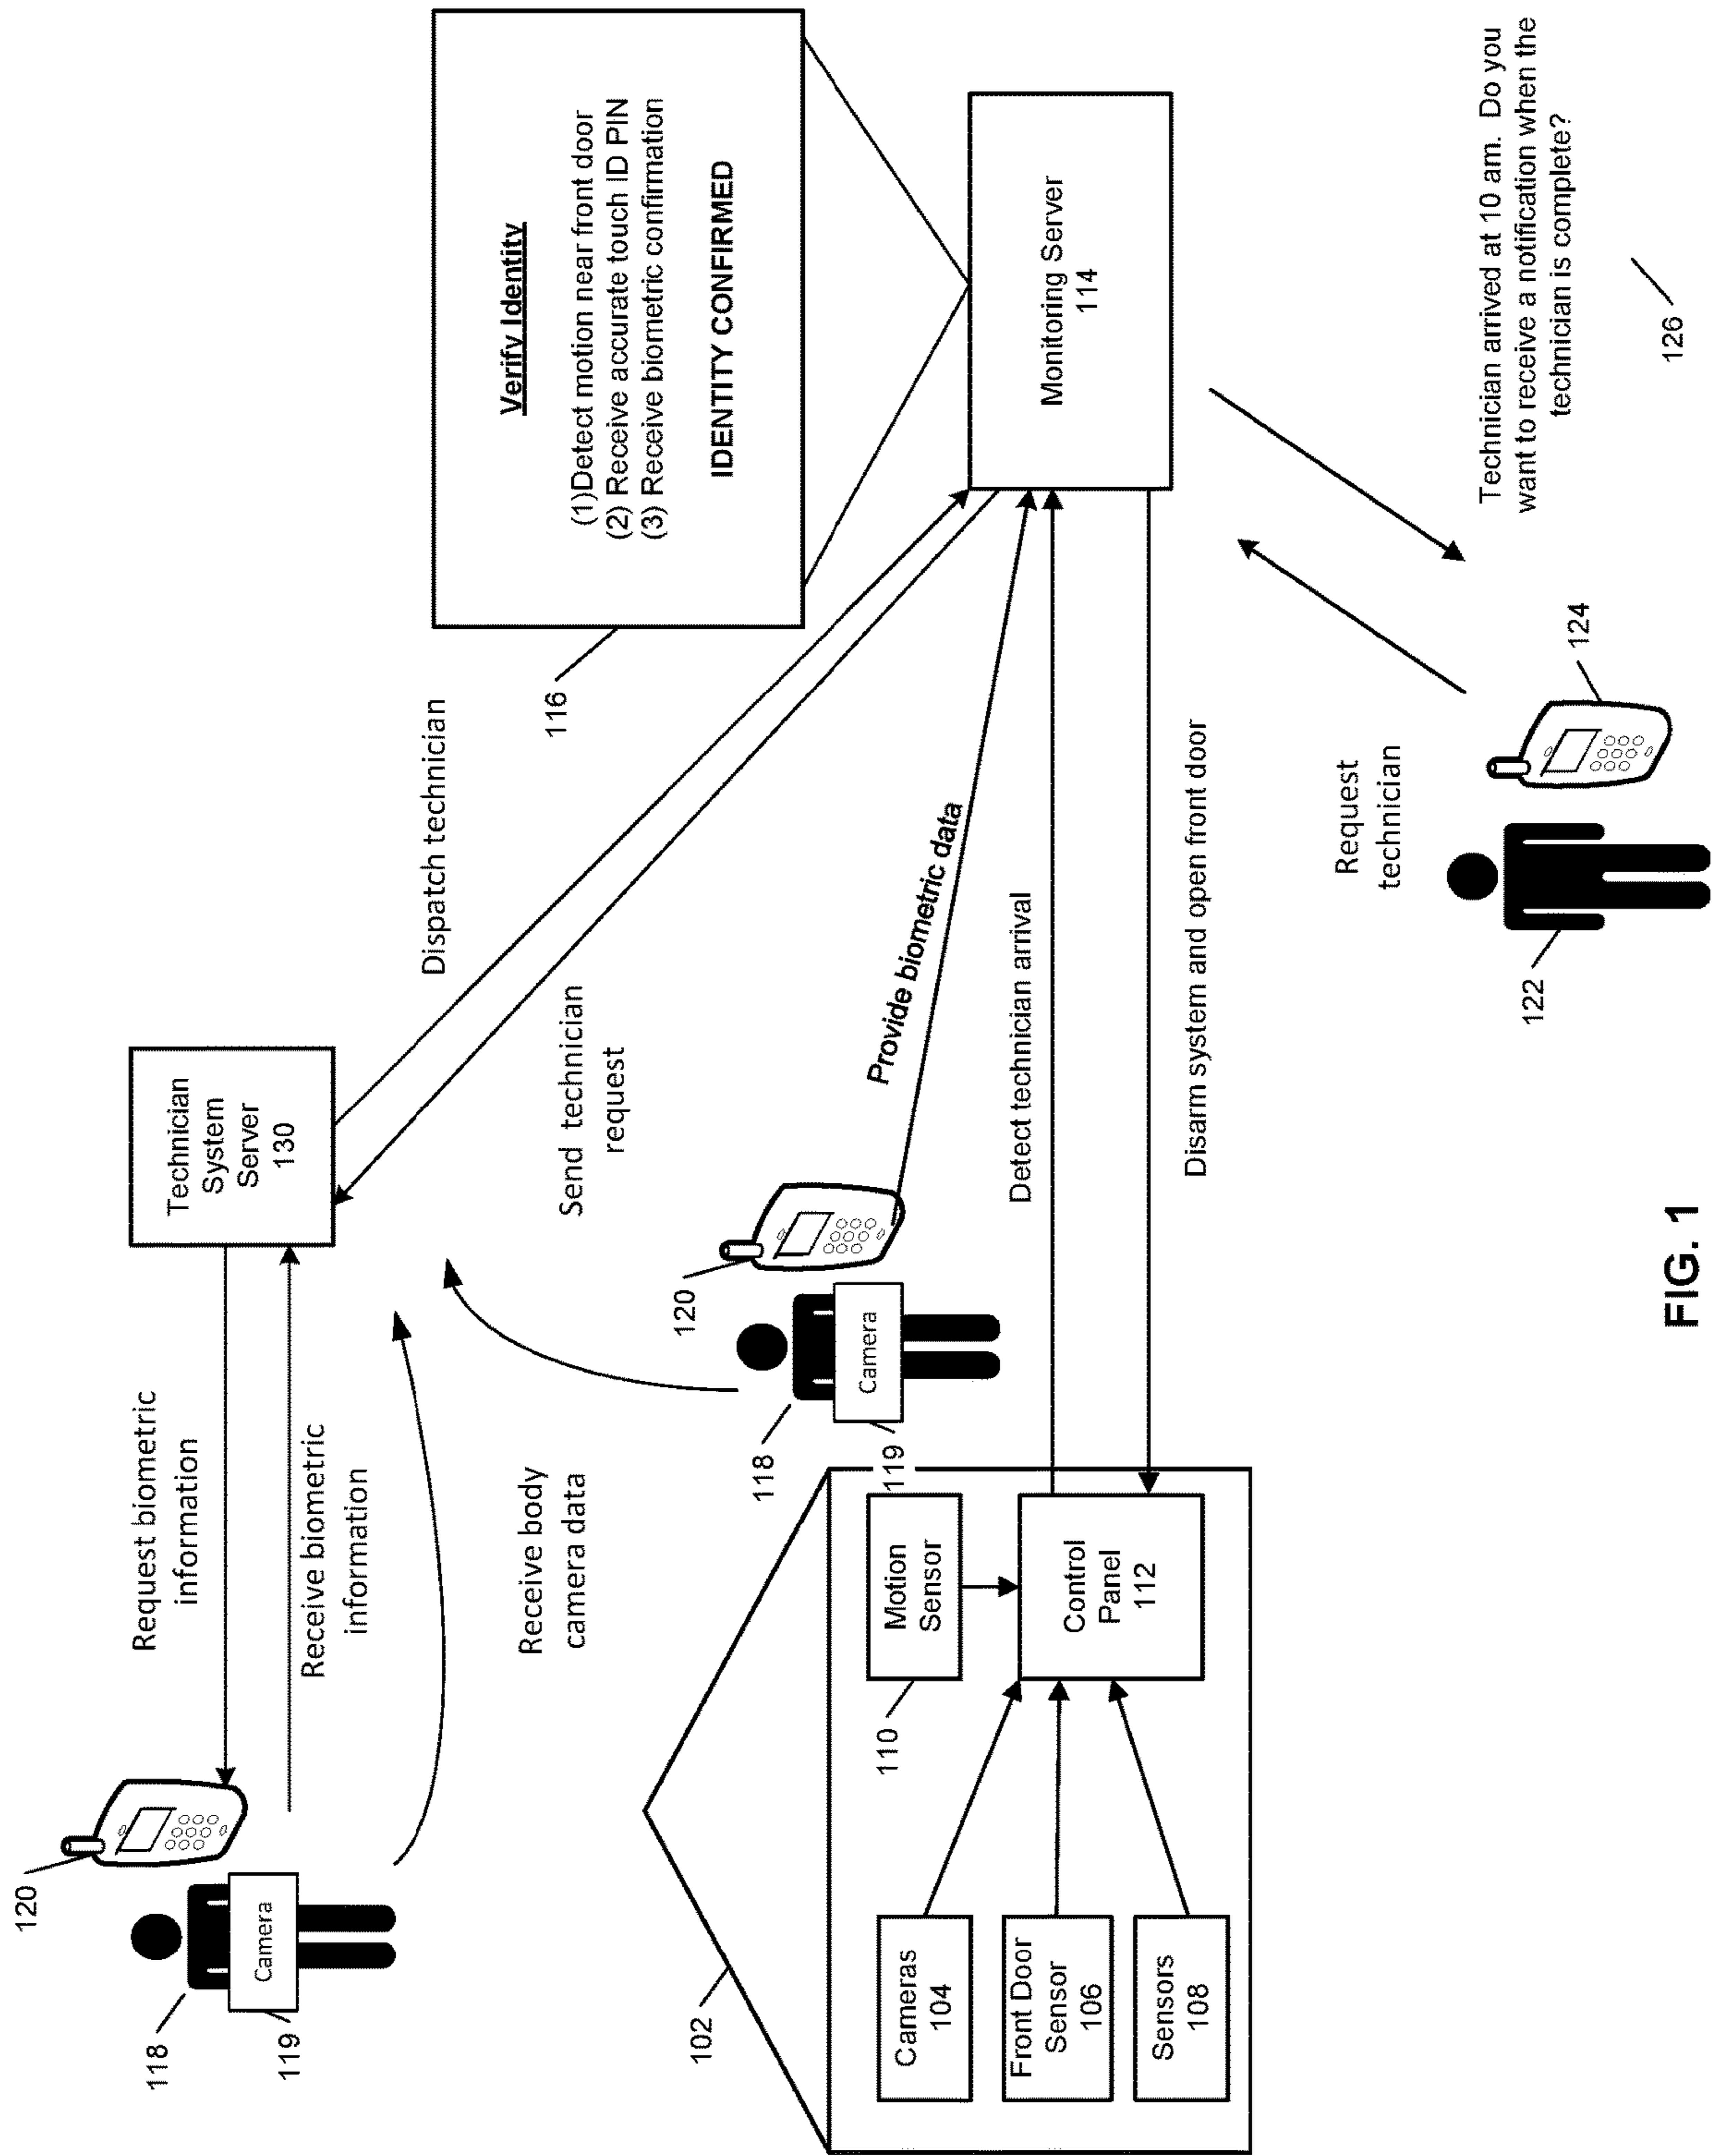 120
118
119
Camera
Request biometric
information
Receive biometric
information
Technician
System
Server
130
Receive body
camera data
Dispatch technician
Send technician
request
116
Verify Identity
(1)Detect motion near front door
(2) Receive accurate touch ID PIN
(3) Receive biometric confirmation
IDENTITY CONFIRMED
120
118
119
Camera
Provide biometric data
102
Cameras
104
Front Door
Sensor
106
Sensors
108
110
Motion
Sensor
Control
Panel
112
Detect technician arrival
Disarm system and open front door
Monitoring Server
114
122
Request
technician
124
Technician arrived at 10 am. Do you
want to receive a notification when the
technician is complete?
126
FIG. 1